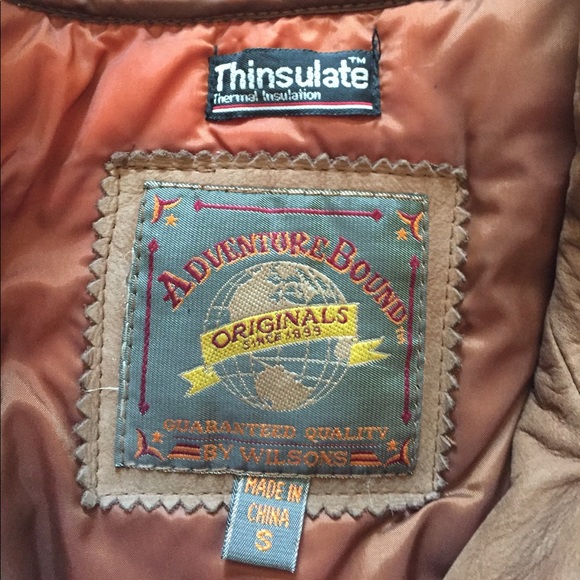 Thinsulate™
Thermal Insulation
ADVENTURE BOUND
ORIGINALS
SINCE 1899
GUARANTEED QUALITY
BY WILSONS
MADE IN
CHINA
S